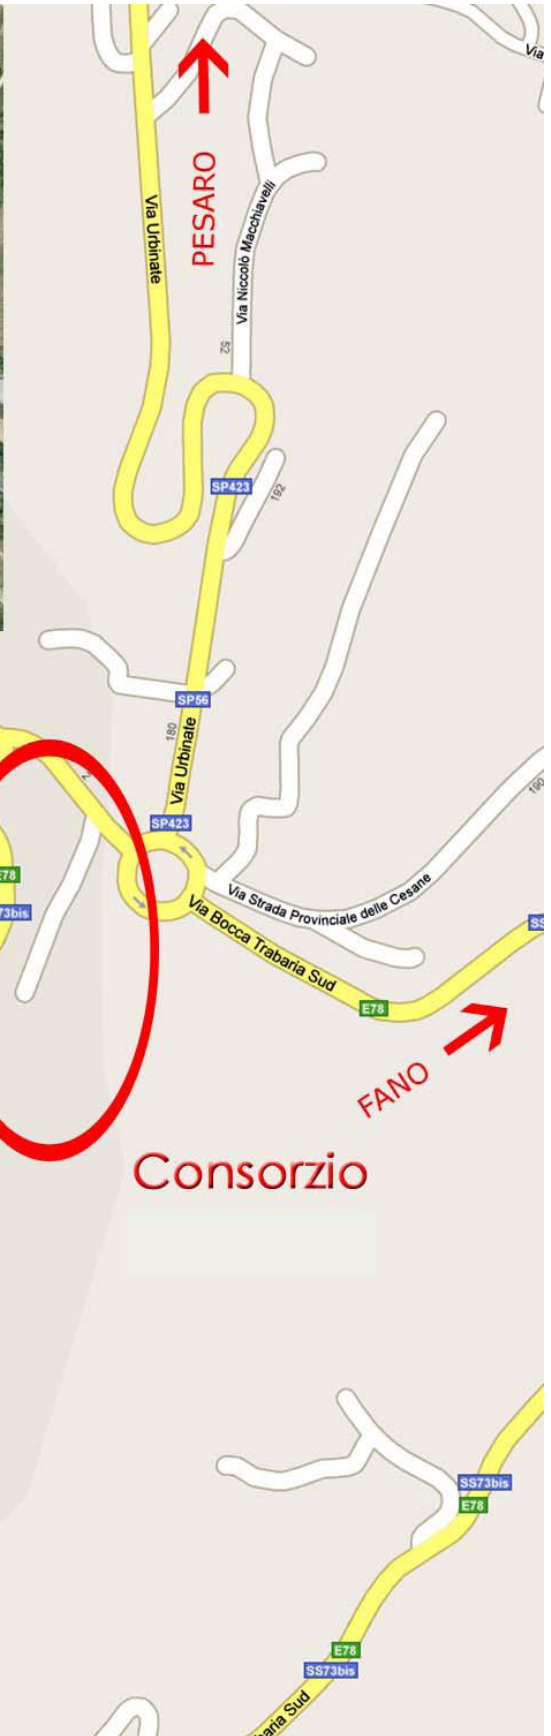 Via
PESARO
Via Urbinate
Via Niccolò Macchiavelli
52
SP423
192
SP56
180
Via Urbinate
190
SP423
E78
Via Strada Provinciale delle Cesane
73bis
Via Bocca Trabaria Sud
SS
E78
FANO
Consorzio
SS73bis
E78
E78
SS73bis
baria Sud